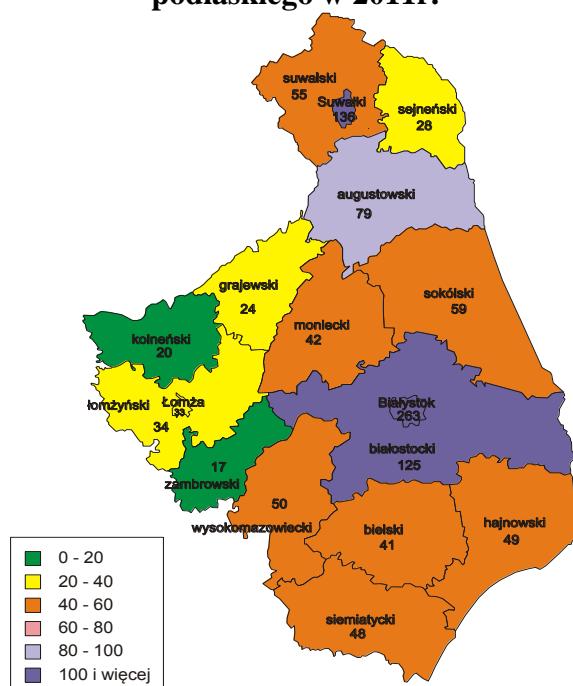 podlaskiego w 2011r.
suwalski
55
Suwałki
136
sejneński
28
augustowski
79
grajewski
24
sokólski
59
moniecki
42
kolneński
20
łomżyński
34
Łomża
33
Białystok
263
białostocki
125
17
zambrowski
50
wysokomazowiecki
bielski
41
hajnowski
49
siemiatycki
48
0 - 20
20 - 40
40 - 60
60 - 80
80 - 100
100 i więcej